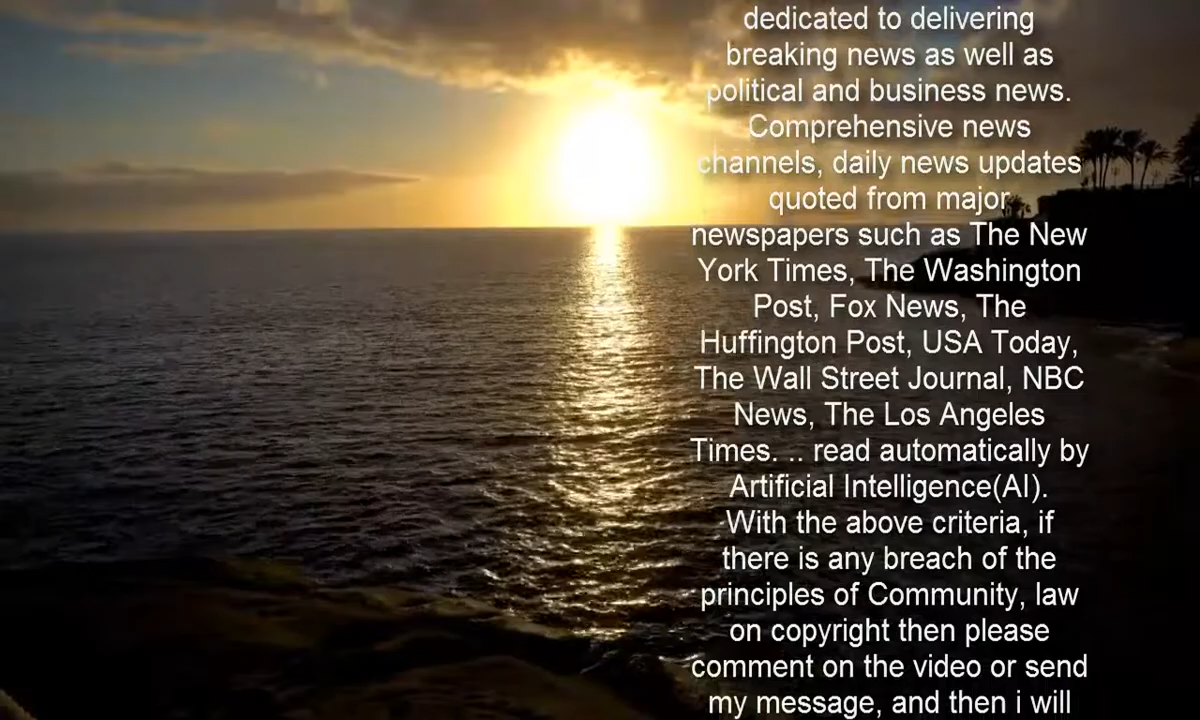 dedicated to delivering
breaking news as well as
political and business news.
Comprehensive news
channels, daily news updates
quoted from major
newspapers such as The New
York Times, The Washington
Post, Fox News, The
Huffington Post, USA Today,
The Wall Street Journal, NBC
News, The Los Angeles
Times. .. read automatically by
Artificial Intelligence(AI).
With the above criteria, if
there is any breach of the
principles of Community, law
on copyright then please
comment on the video or send
my message, and then i will